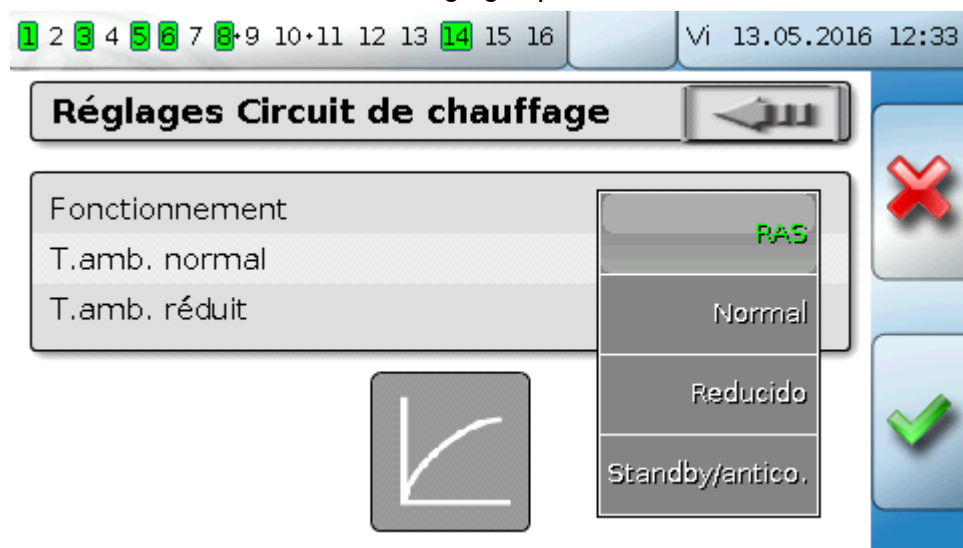 1 2 3 4 5 6 7 8·9 10·11 12 13 14 15 16
Vi 13.05.2016 12:33
Réglages Circuit de chauffage
Fonctionnement
T.amb. normal
T.amb. réduit
RAS
Normal
Reducido
Standby/antico.